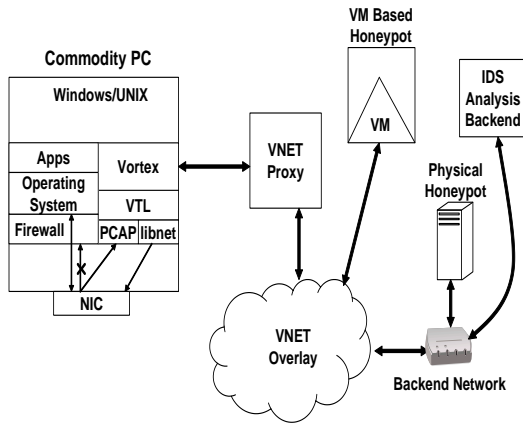 Commodity PC
Windows/UNIX
Apps
Operating
System
Firewall
Vortex
VTL
PCAP
libnet
NIC
VNET
Proxy
VM Based
Honeypot
VM
IDS
Analysis
Backend
Physical
Honeypot
VNET
Overlay
Backend Network